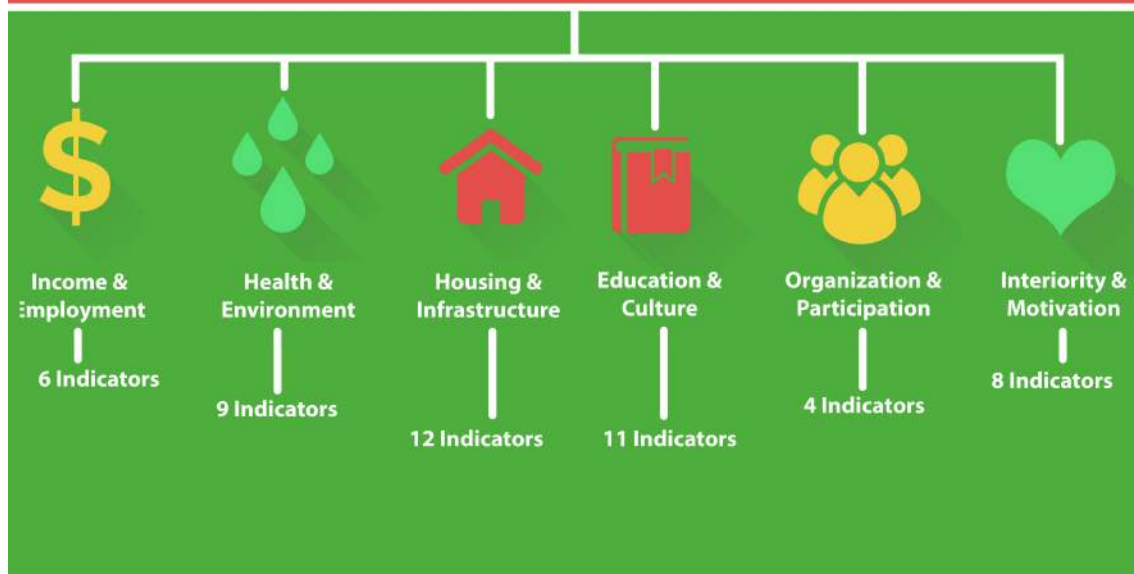 Income &
Employment
6 Indicators
Health &
Environment
9 Indicators
Housing &
Infrastructure
12 Indicators
Education &
Culture
11 Indicators
Organization &
Participation
4 Indicators
Interiority &
Motivation
8 Indicators